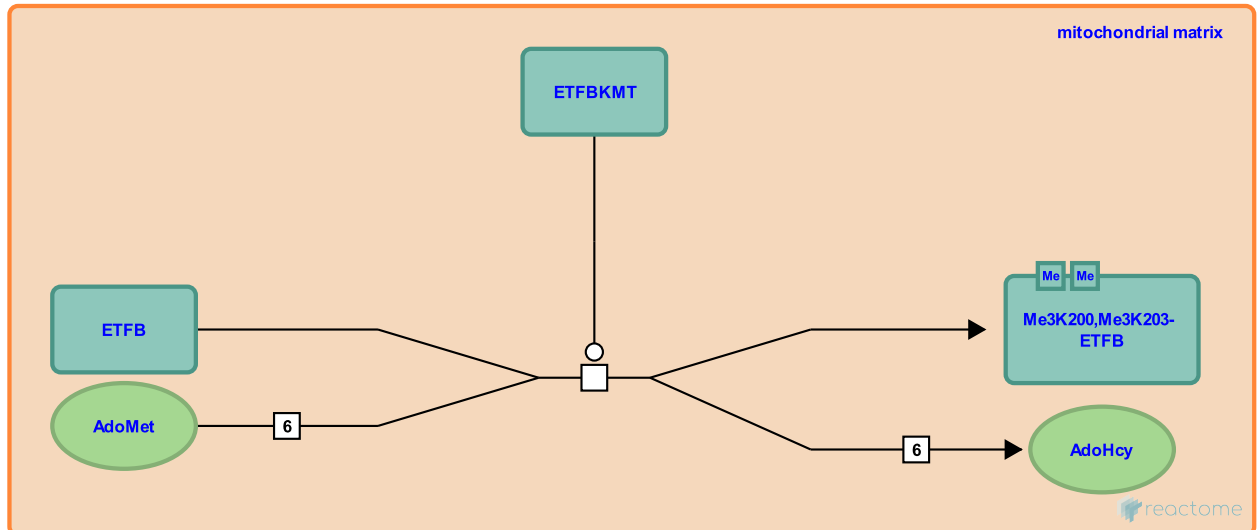 mitochondrial matrix
ETFBKMT
Me Me
ETFB
Me3K200,Me3K203-
ETFB
AdoMet
6
6
AdoHcy
reactome